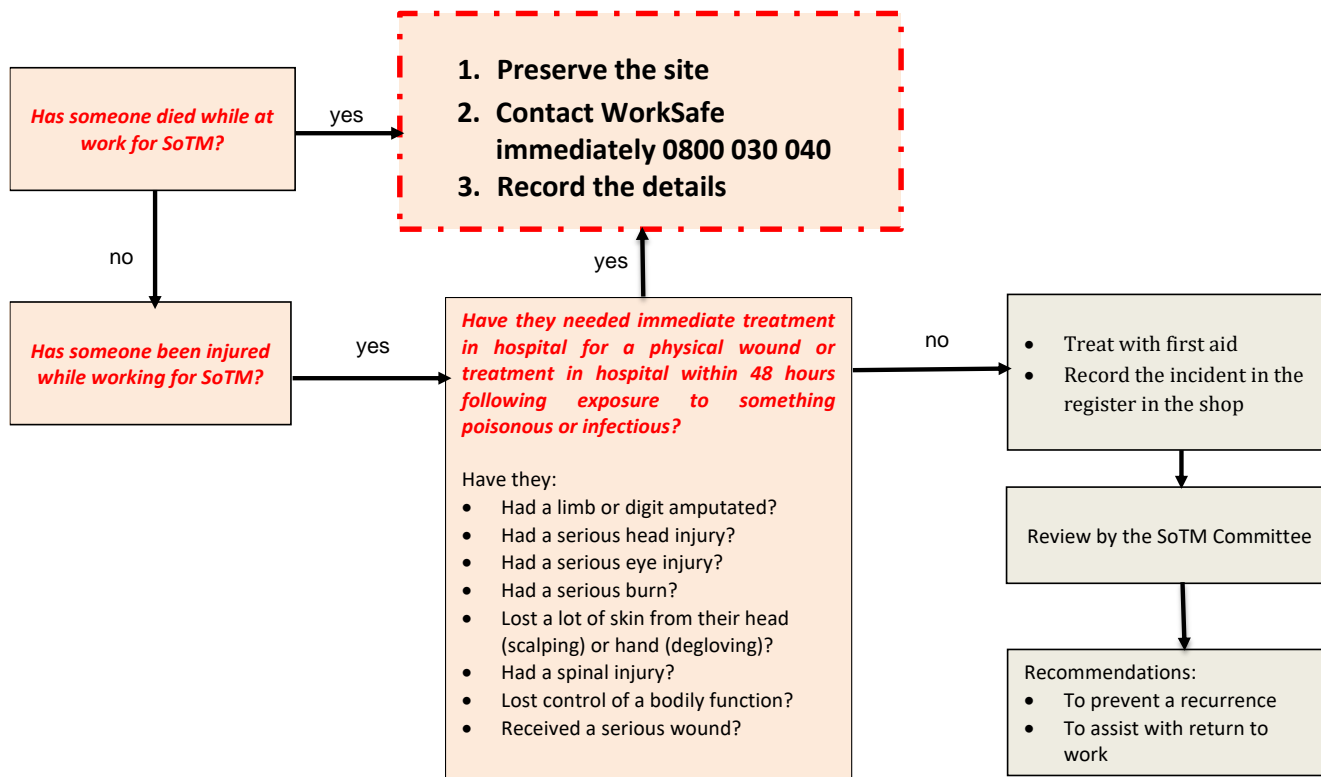 Has someone died while at
work for SoTM?
yes
1. Preserve the site
2. Contact WorkSafe
immediately 0800 030 040
3. Record the details
no
yes
Has someone been injured
while working for SoTM?
yes
Have they needed immediate treatment
in hospital for a physical wound or
treatment in hospital within 48 hours
following exposure to something
poisonous or infectious?
Have they:
• Had a limb or digit amputated?
• Had a serious head injury?
• Had a serious eye injury?
• Had a serious burn?
• Lost a lot of skin from their head
(scalping) or hand (degloving)?
• Had a spinal injury?
• Lost control of a bodily function?
• Received a serious wound?
no
• Treat with first aid
• Record the incident in the
register in the shop
Review by the SoTM Committee
Recommendations:
• To prevent a recurrence
• To assist with return to
work